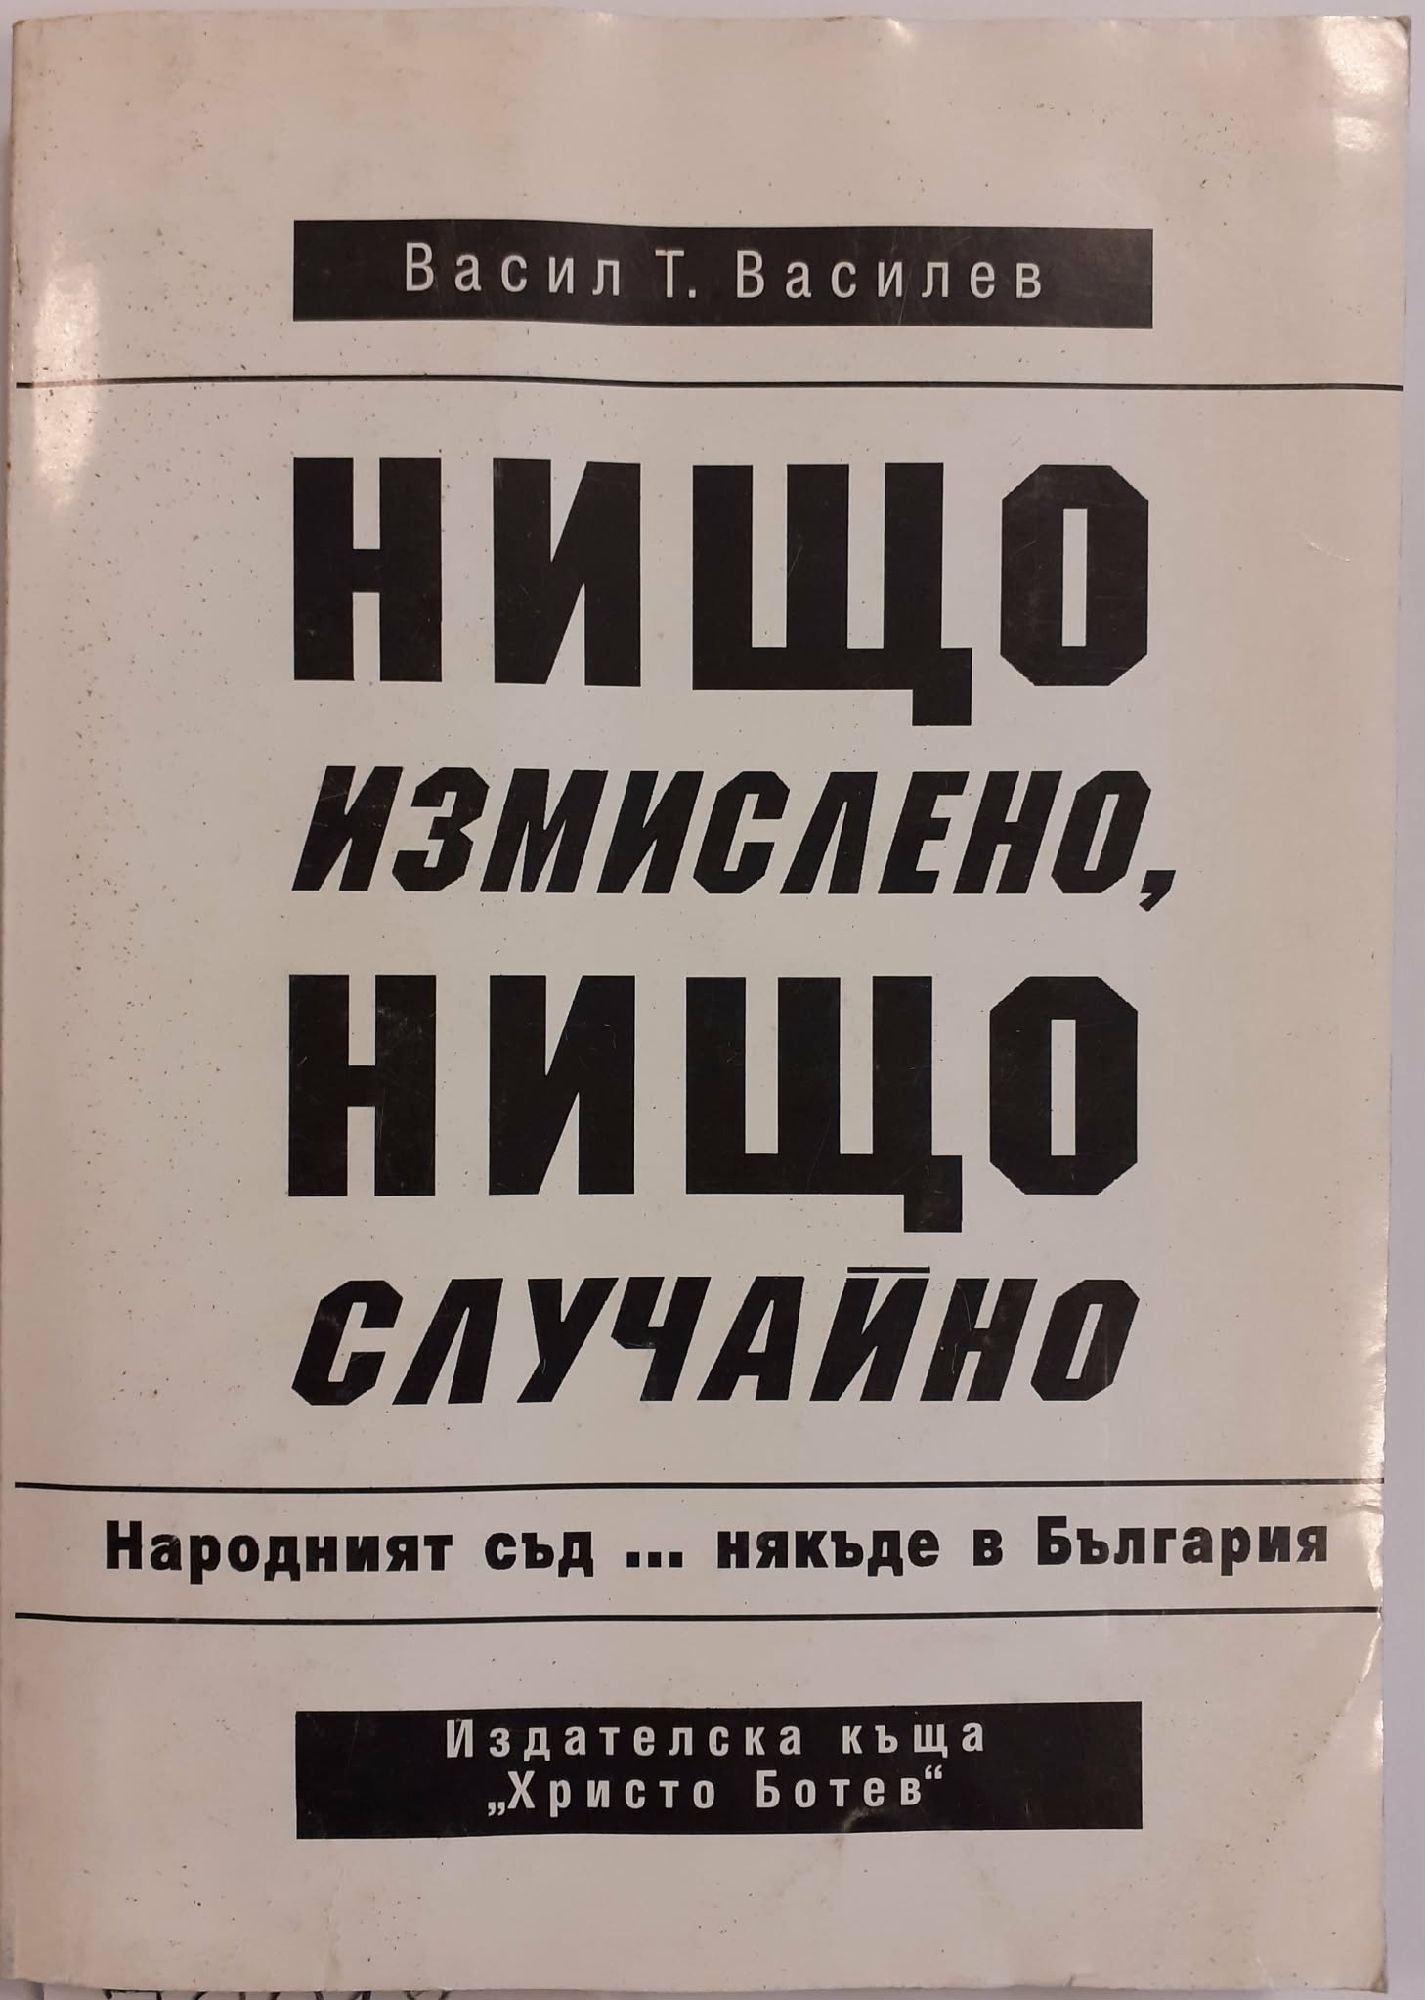 Васил Т. Василев
НИЩО
ИЗМИСЛЕНО,
НИЩО
СЛУЧАЙНО
Народният съд ... някъде в България
Издателска къща
„Христо Ботев“